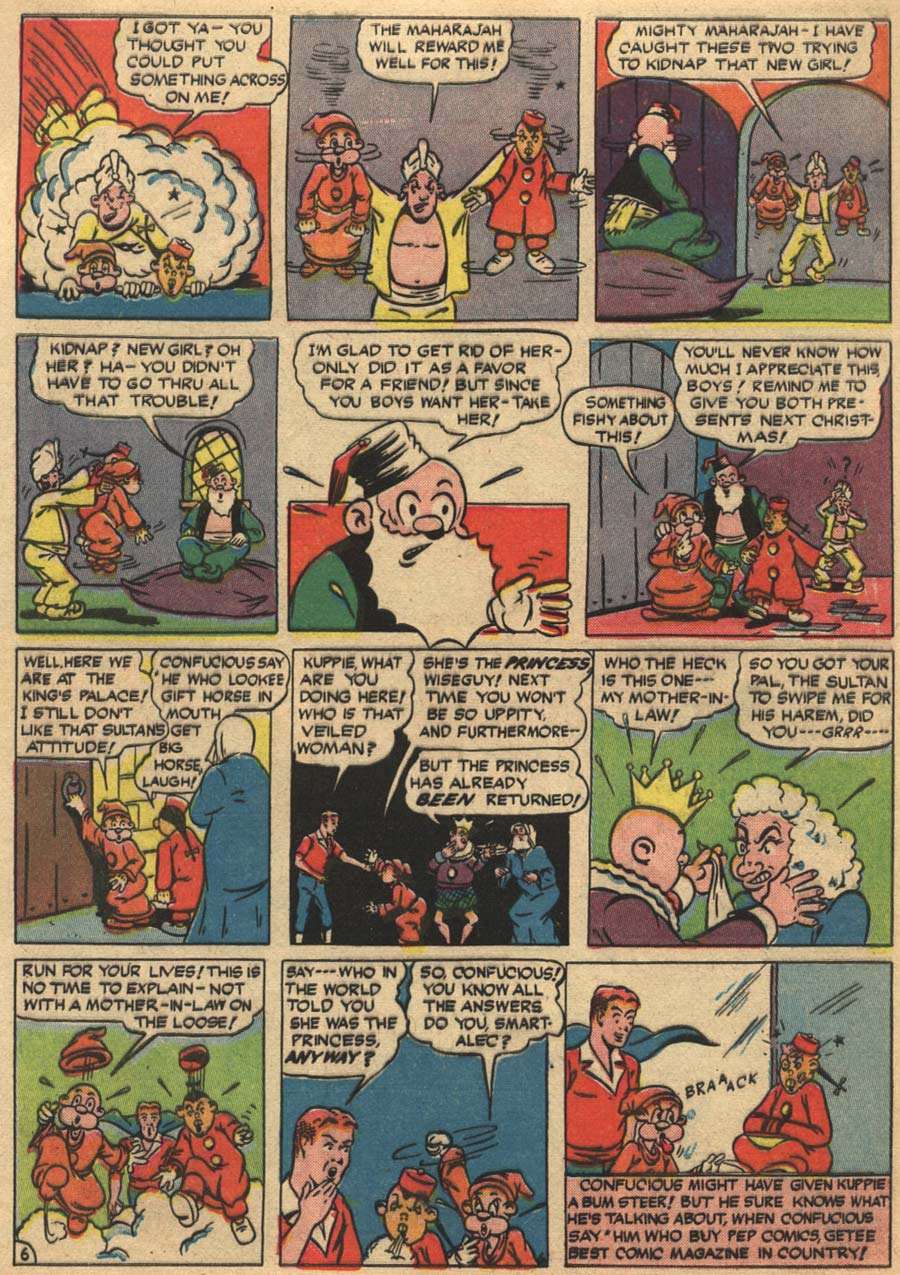 I GOT YA— YOU
THOUGHT YOU
COULD PUT
SOMETHING ACROSS
ON ME!
THE MAHARAJAH
WILL REWARD ME
WELL FOR THIS!
MIGHTY MAHARAJAH - I HAVE
CAUGHT THESE TWO TRYING
TO KIDNAP THAT NEW GIRL!
KIDNAP? NEW GIRL? OH
HER? HA— YOU DIDN'T
HAVE TO GO THRU ALL
THAT TROUBLE!
I'M GLAD TO GET RID OF HER-
ONLY DID IT AS A FAVOR
FOR A FRIEND! BUT SINCE
YOU BOYS WANT HER-TAKE
HER!
SOMETHING
FISHY ABOUT
THIS!
YOU'LL NEVER KNOW HOW
MUCH I APPRECIATE THIS,
BOYS! REMIND ME TO
GIVE YOU BOTH PRE-
SENTS NEXT CHRIST-
MAS!
?
WELL, HERE WE
ARE AT THE
KING'S PALACE!
I STILL DON'T
LIKE THAT SULTANS
ATTITUDE!
CONFUCIOUS SAY
"HE WHO LOOKEE
GIFT HORSE IN
MOUTH
GET
BIG
HORSE
LAUGH!
KUPPIE, WHAT
ARE YOU
DOING HERE!
WHO IS THAT
VEILED
WOMAN?
SHE'S THE PRINCESS
WISEGUY! NEXT
TIME YOU WON'T
BE SO UPPITY,
AND FURTHERMORE--
BUT THE PRINCESS
HAS ALREADY
BEEN RETURNED!
WHO THE HECK
IS THIS ONE---
MY MOTHER-IN-
LAW!
SO YOU GOT YOUR
PAL, THE SULTAN
TO SWIPE ME FOR
HIS HAREM, DID
YOU---GRRR----
RUN FOR YOUR LIVES! THIS IS
NO TIME TO EXPLAIN-NOT
WITH A MOTHER-IN-LAW ON
THE LOOSE!
6
SAY---WHO IN
THE WORLD
TOLD YOU
SHE WAS THE
PRINCESS,
ANYWAY?
SO, CONFUCIOUS!
YOU KNOW ALL
THE ANSWERS
DO YOU, SMART-
ALEC?
BRAAACK
CONFUCIOUS MIGHT HAVE GIVEN KUPPIE
A BUM STEER! BUT HE SURE KNOWS WHAT
HE'S TALKING ABOUT, WHEN CONFUCIOUS
SAY "HIM WHO BUY PEP COMICS, GETEE
BEST COMIC MAGAZINE IN COUNTRY!